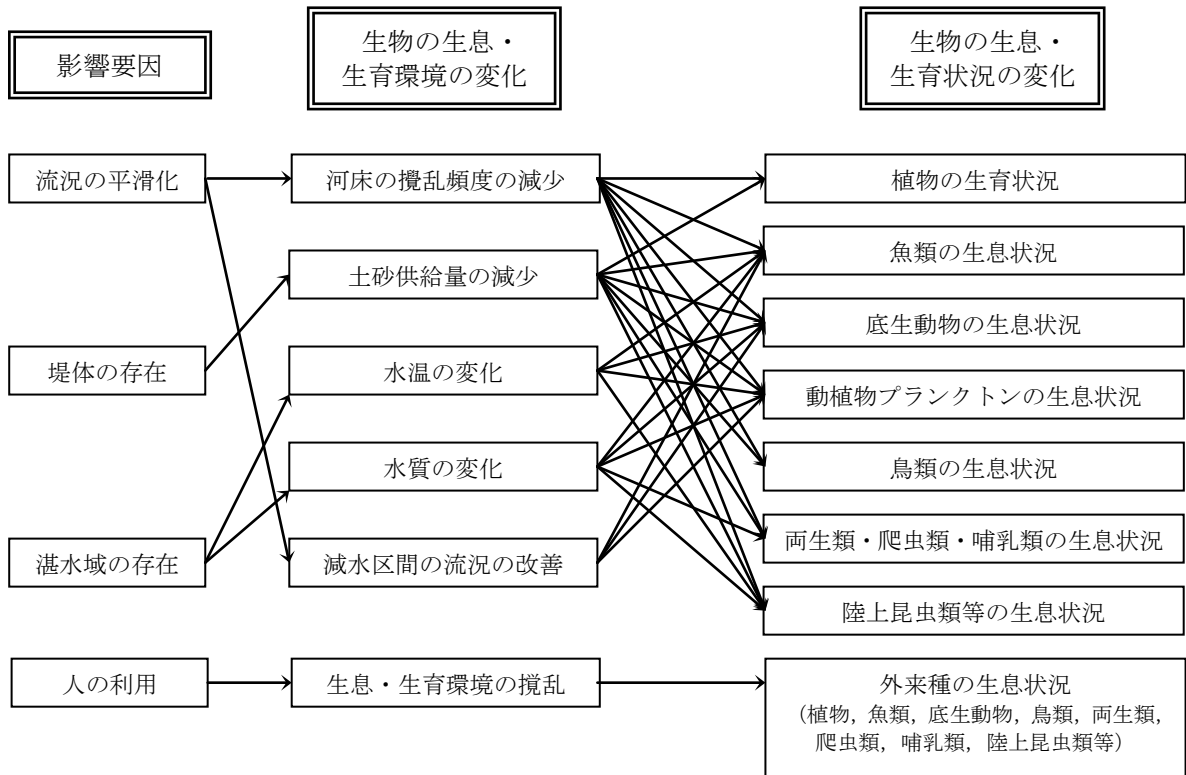 影響要因
生物の生息・
生育環境の変化
生物の生息・
生育状況の変化
流況の平滑化
河床の攪乱頻度の減少
植物の生育状況
土砂供給量の減少
魚類の生息状況
底生動物の生息状況
堤体の存在
水温の変化
動植物プランクトンの生息状況
水質の変化
鳥類の生息状況
湛水域の存在
減水区間の流況の改善
両生類・爬虫類・哺乳類の生息状況
陸上昆虫類等の生息状況
人の利用
生息・生育環境の撹乱
外来種の生息状況
（植物, 魚類, 底生動物, 鳥類, 両生類,
爬虫類, 哺乳類, 陸上昆虫類等）